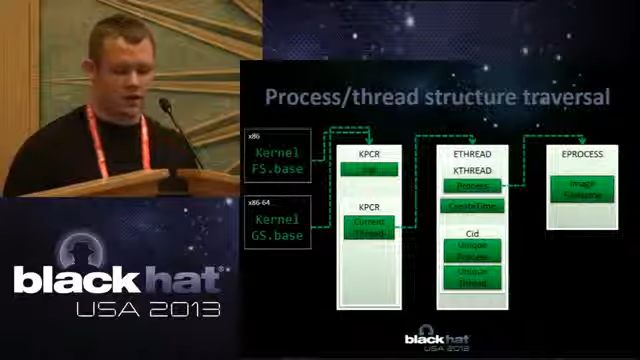 Process/thread structure traversal
x86
Kernel
FS.base
x86-64
Kernel
GS.base
KPCR
KPCR
Current
Thread
ETHREAD
KTHREAD
Process
CreateTime
Cid
Unique
Process
Unique
Thread
EPROCESS
Image
Filename
black hat®
USA 2013
black hat
USA 2013